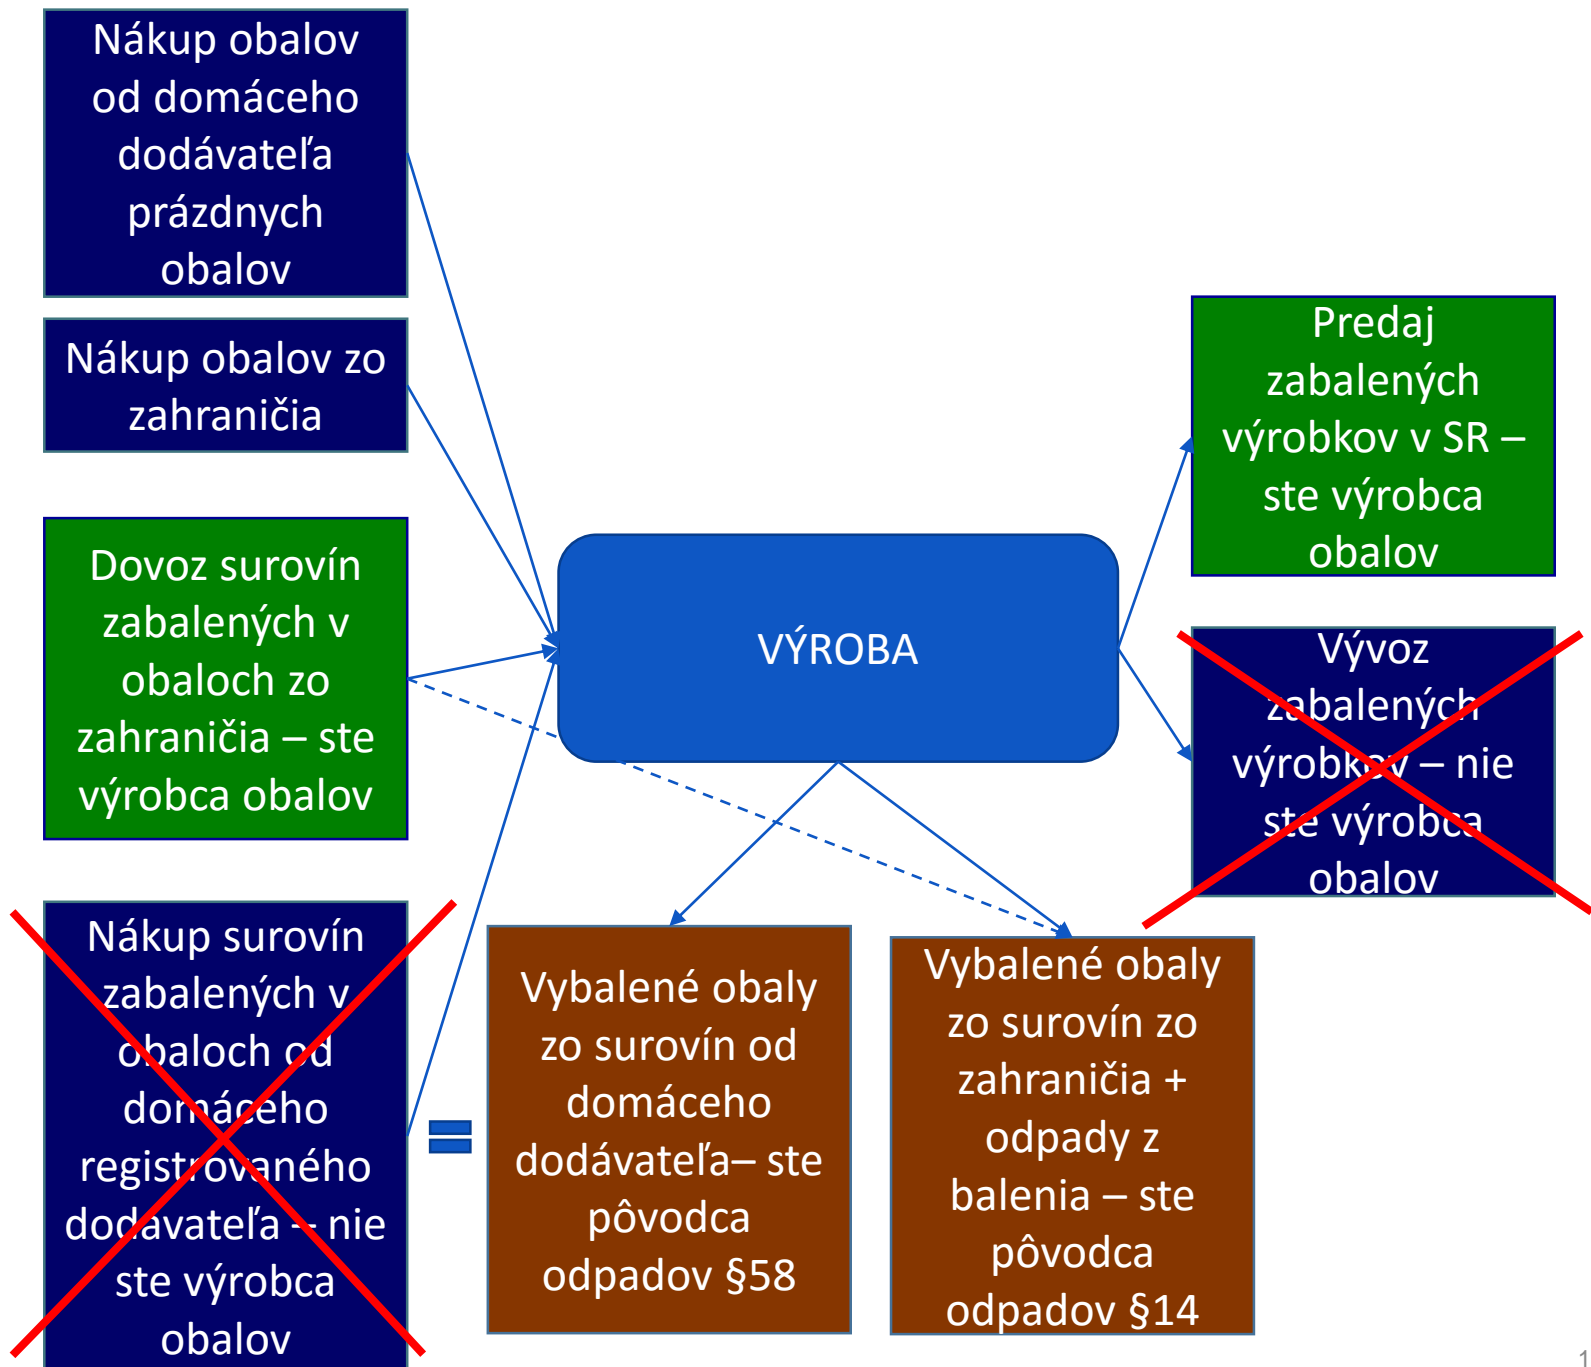 Nákup obalov
od domáceho
dodávateľa
prázdnych
obalov
Nákup obalov zo
zahraničia
Dovoz surovín
zabalených v
obaloch zo
zahraničia – ste
výrobca obalov
Nákup surovín
zabalených v
obaloch od
domáceho
registrovaného
dodávateľa – nie
ste výrobca
obalov
VÝROBA
Vybalené obaly
zo surovín od
domáceho
dodávateľa– ste
pôvodca
odpadov §58
Vybalené obaly
zo surovín zo
zahraničia +
odpady z
balenia – ste
pôvodca
odpadov §14
Predaj
zabalených
výrobkov v SR –
ste výrobca
obalov
Vývoz
zabalených
výrobkov – nie
ste výrobca
obalov
1